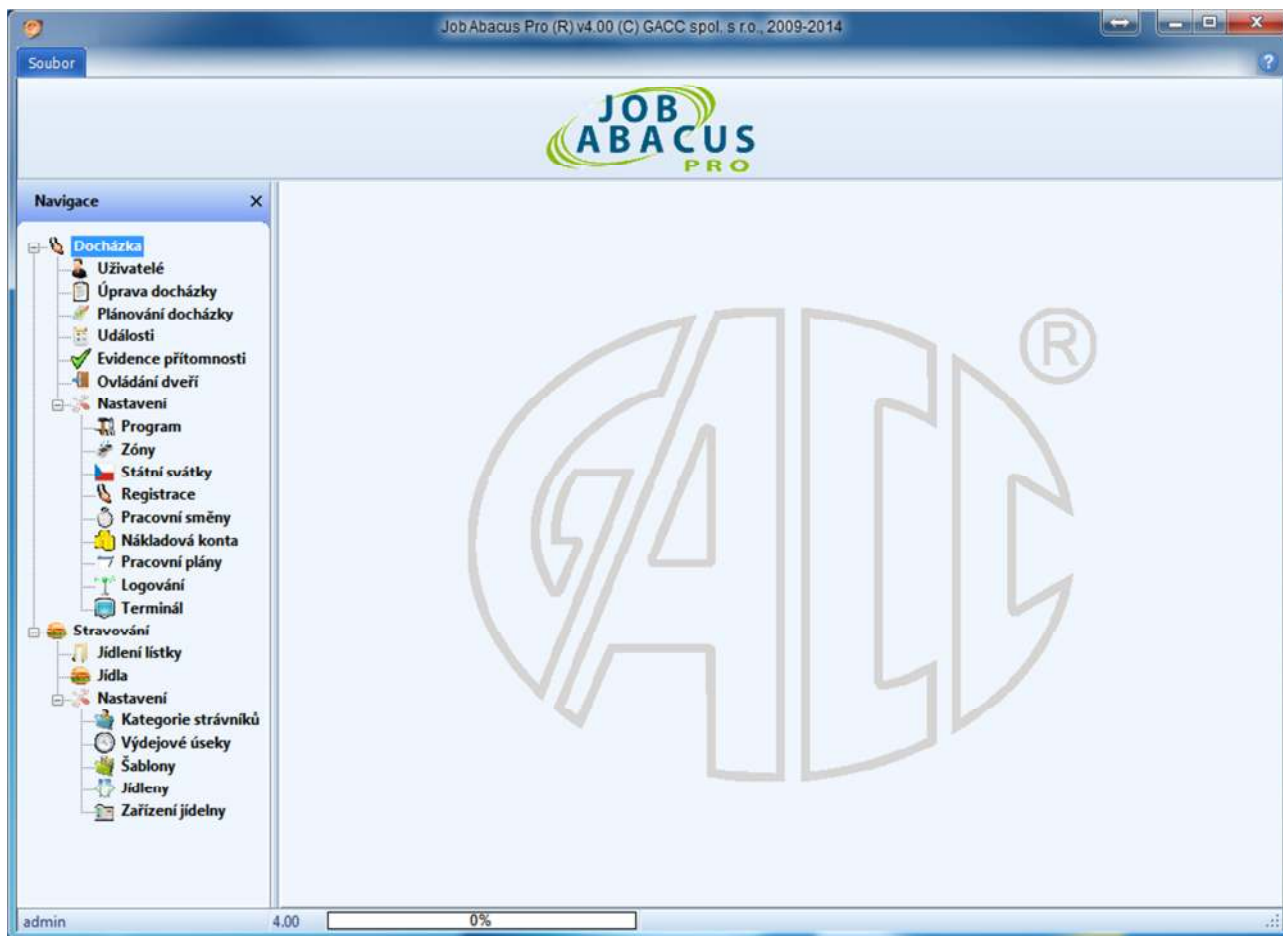 Job Abacus Pro (R) v4.00 (C) GACC spol. s r.o., 2009-2014
Soubor
?
JOB
ABACUS
PRO
Navigace
Docházka
Uživatelé
Úprava docházky
Plánování docházky
Události
Evidence přítomnosti
Ovládání dveří
Nastavení
Program
Zóny
Státní svátky
Registrace
Pracovní směny
Nákladová konta
Pracovní plány
Logování
Terminál
Stravování
Jídlení lístky
Jídla
Nastavení
Kategorie strávníků
Výdejové úseky
Šablony
Jídleny
Zařízení jídelny
GACC
®
admin
4.00
0%